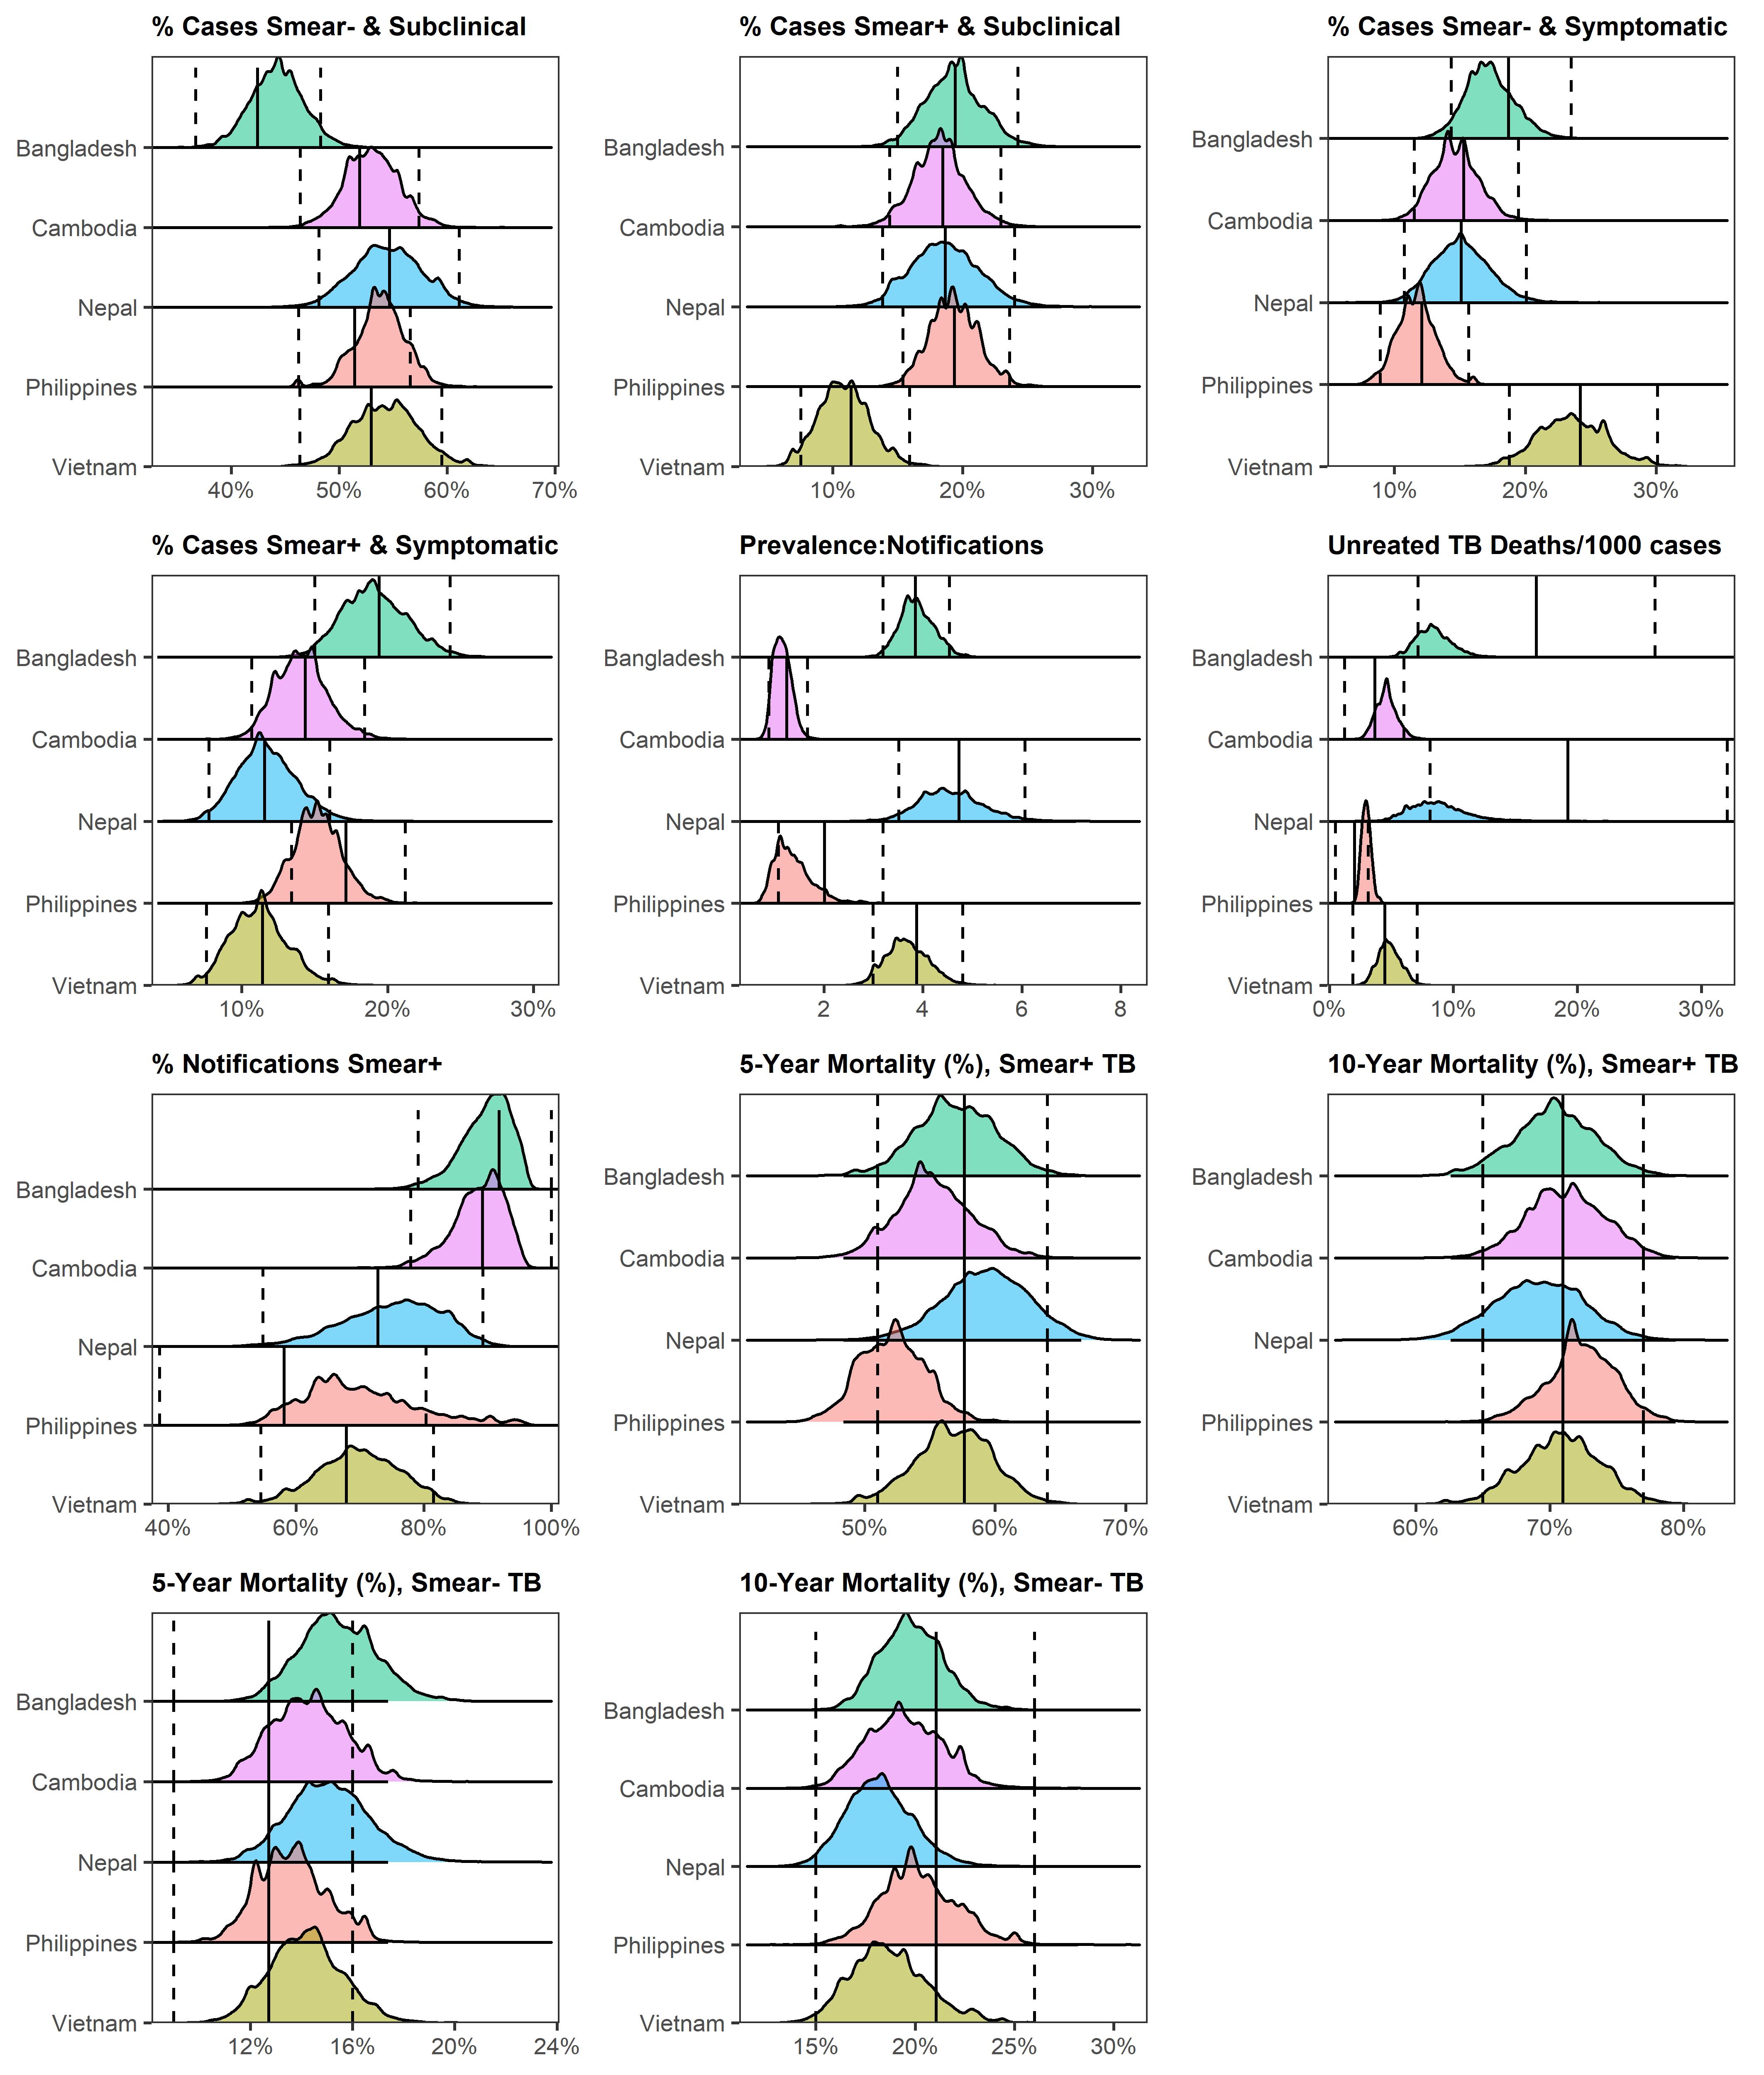 % Cases Smear- & Subclinical
% Cases Smear+ & Subclinical
% Cases Smear- & Symptomatic
Bangladesh
Cambodia
Nepal
Philippines
Vietnam
40% 50% 60% 70%
Bangladesh
Cambodia
Nepal
Philippines
Vietnam
10% 20% 30%
Bangladesh
Cambodia
Nepal
Philippines
Vietnam
10% 20% 30%
% Cases Smear+ & Symptomatic
Prevalence:Notifications
Unreated TB Deaths/1000 cases
Bangladesh
Cambodia
Nepal
Philippines
Vietnam
10% 20% 30%
Bangladesh
Cambodia
Nepal
Philippines
Vietnam
2 4 6 8
Bangladesh
Cambodia
Nepal
Philippines
Vietnam
0% 10% 20% 30%
% Notifications Smear+
5-Year Mortality (%), Smear+ TB
10-Year Mortality (%), Smear+ TB
Bangladesh
Cambodia
Nepal
Philippines
Vietnam
40% 60% 80% 100%
Bangladesh
Cambodia
Nepal
Philippines
Vietnam
50% 60% 70%
Bangladesh
Cambodia
Nepal
Philippines
Vietnam
60% 70% 80%
5-Year Mortality (%), Smear- TB
10-Year Mortality (%), Smear- TB
Bangladesh
Cambodia
Nepal
Philippines
Vietnam
12% 16% 20% 24%
Bangladesh
Cambodia
Nepal
Philippines
Vietnam
15% 20% 25% 30%